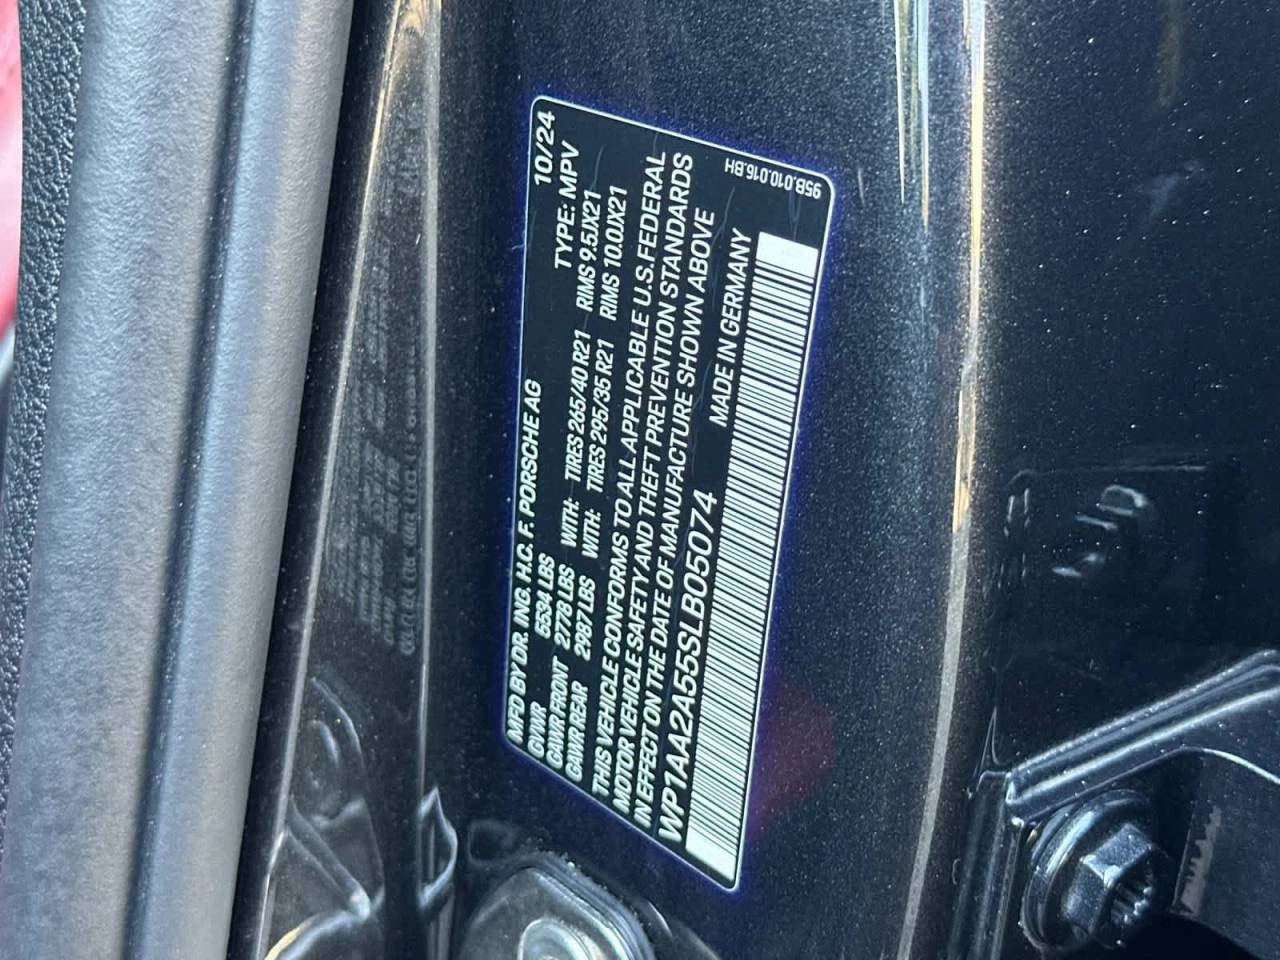 MFD BY DR. ING. H.C. F. PORSCHE AG 10/24
GVWR 5534 LBS TYPE: MPV
GAWR FRONT 2778 LBS WITH: TIRES 265/40 R21 RIMS 9.5JX21
GAWR REAR 2987 LBS WITH: TIRES 295/35 R21 RIMS 10.0JX21
THIS VEHICLE CONFORMS TO ALL APPLICABLE U.S. FEDERAL
MOTOR VEHICLE SAFETY AND THEFT PREVENTION STANDARDS
IN EFFECT ON THE DATE OF MANUFACTURE SHOWN ABOVE
WP1AA2A55SLB05074 MADE IN GERMANY
95B.010.016.BH